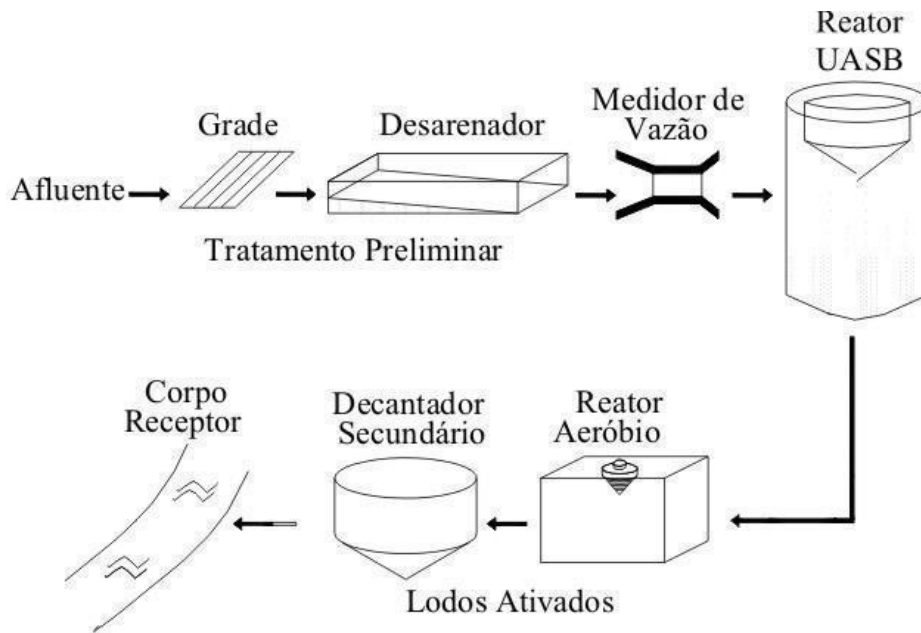 Reator
UASB
Medidor de
Vazão
Grade
Desarenador
Afluente
Tratamento Preliminar
Corpo
Receptor
Decantador
Secundário
Reator
Aeróbio
Lodos Ativados